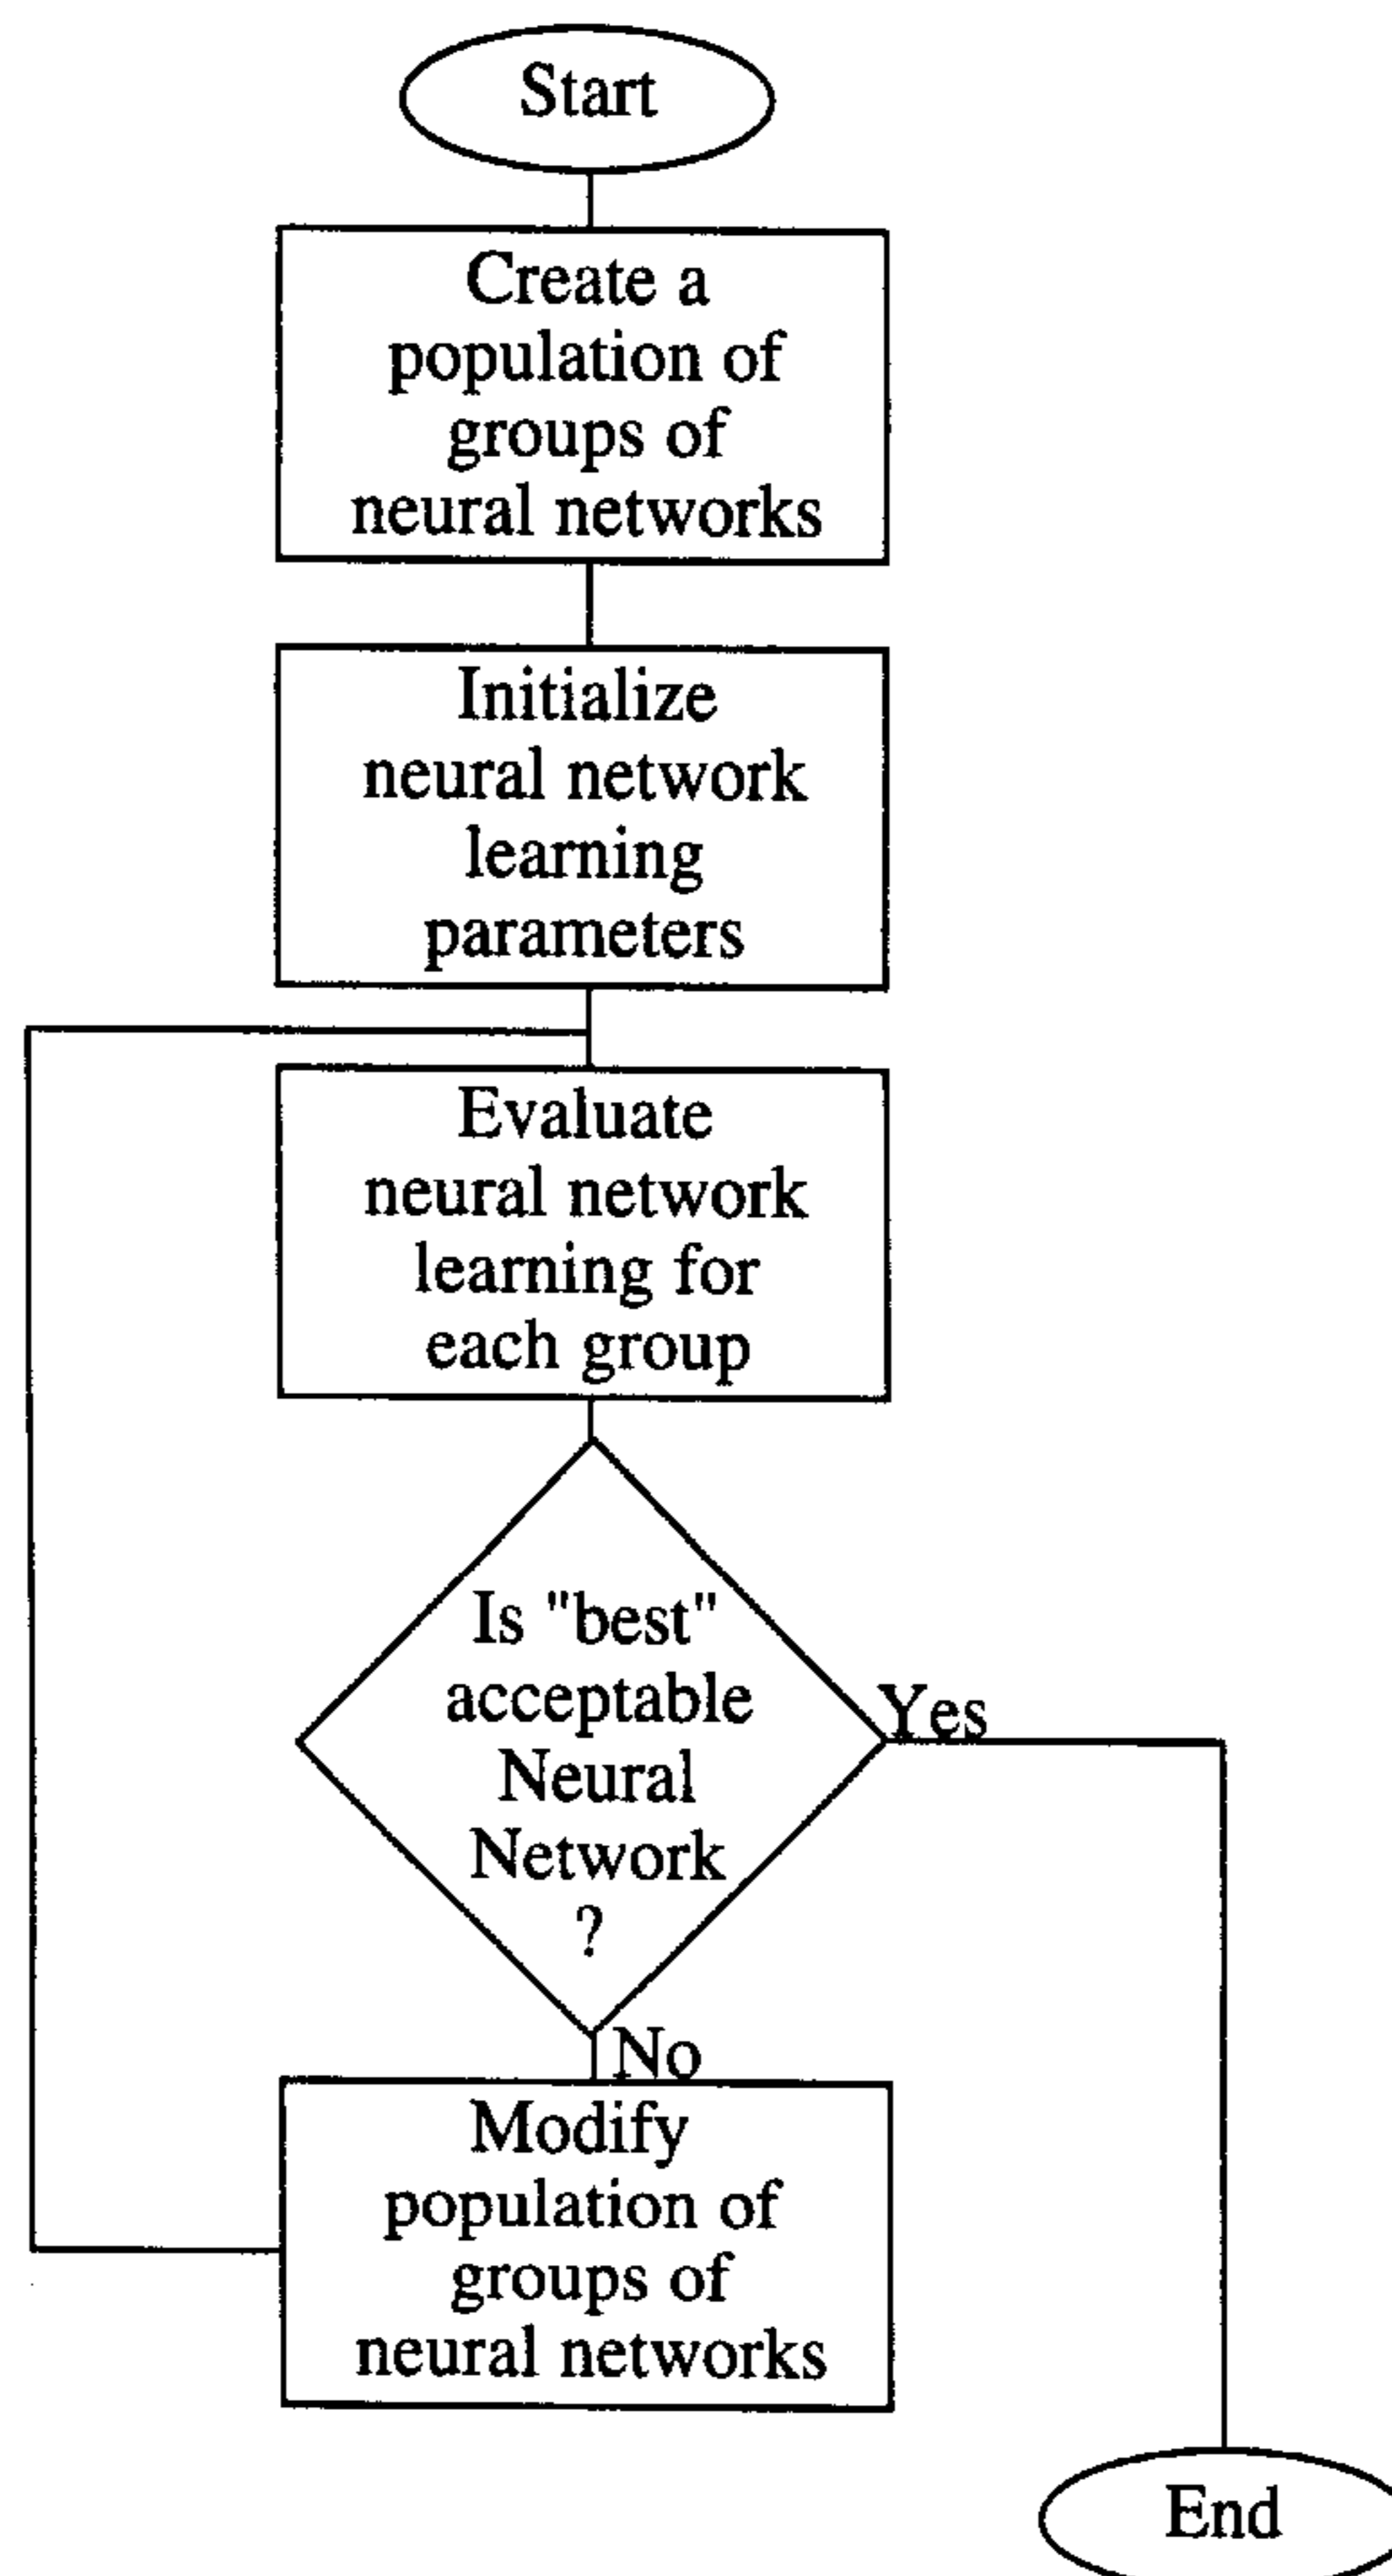 Start
Create a
population of
groups of
neural networks
Initialize
neural network
learning
parameters
Evaluate
neural network
learning for
each group
Is "best"
acceptable
Neural
Network
?
Yes
No
Modify
population of
groups of
neural networks
End